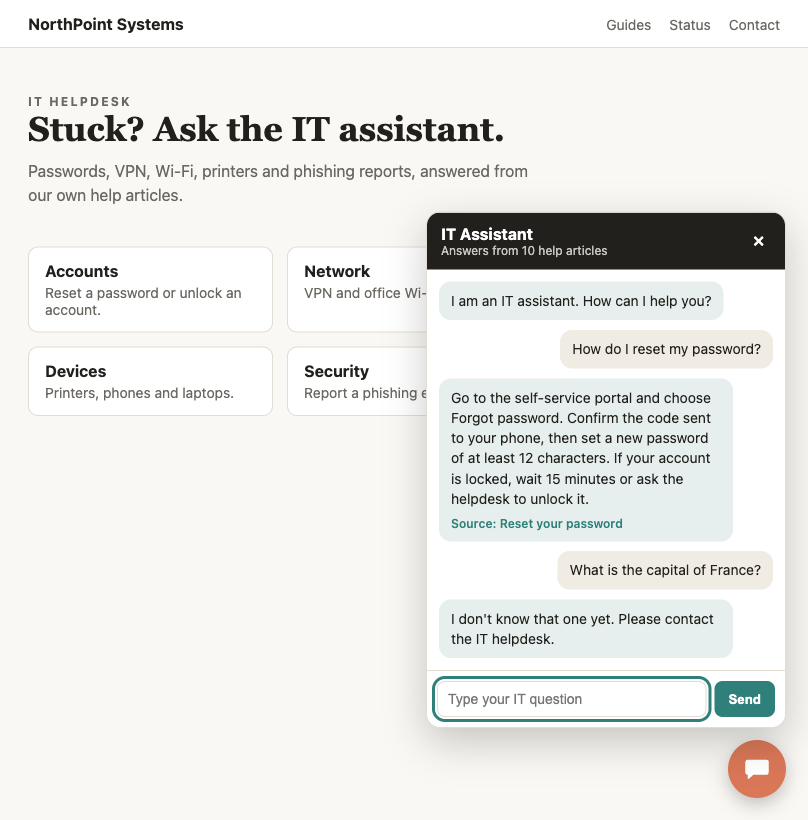 NorthPoint Systems
Guides Status Contact
IT HELPDESK
Stuck? Ask the IT assistant.
Passwords, VPN, Wi-Fi, printers and phishing reports, answered from
our own help articles.
Accounts
Reset a password or unlock an
account.
Network
VPN and office Wi-
Devices
Printers, phones and laptops.
Security
Report a phishing e
IT Assistant
Answers from 10 help articles
×
I am an IT assistant. How can I help you?
How do I reset my password?
Go to the self-service portal and choose
Forgot password. Confirm the code sent
to your phone, then set a new password
of at least 12 characters. If your account
is locked, wait 15 minutes or ask the
helpdesk to unlock it.
Source: Reset your password
What is the capital of France?
I don't know that one yet. Please contact
the IT helpdesk.
Type your IT question
Send